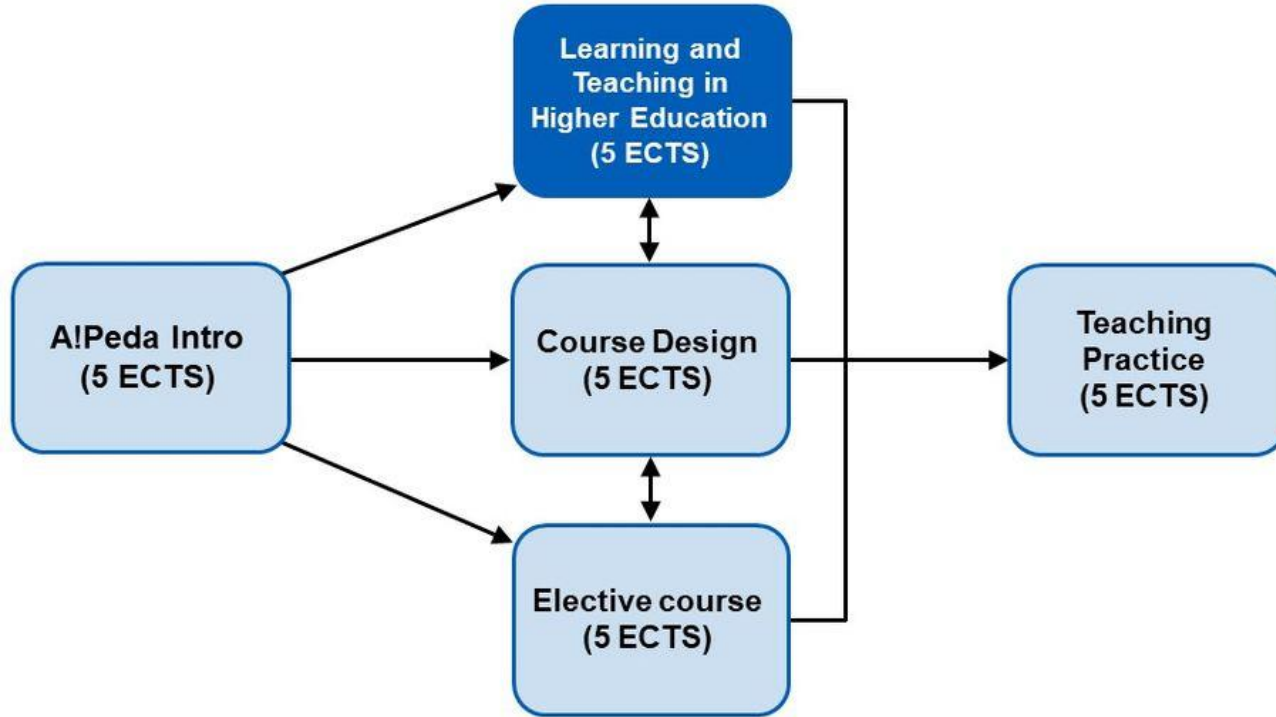 Learning and
Teaching in
Higher Education
(5 ECTS)
A!Peda Intro
(5 ECTS)
Course Design
(5 ECTS)
Teaching
Practice
(5 ECTS)
Elective course
(5 ECTS)